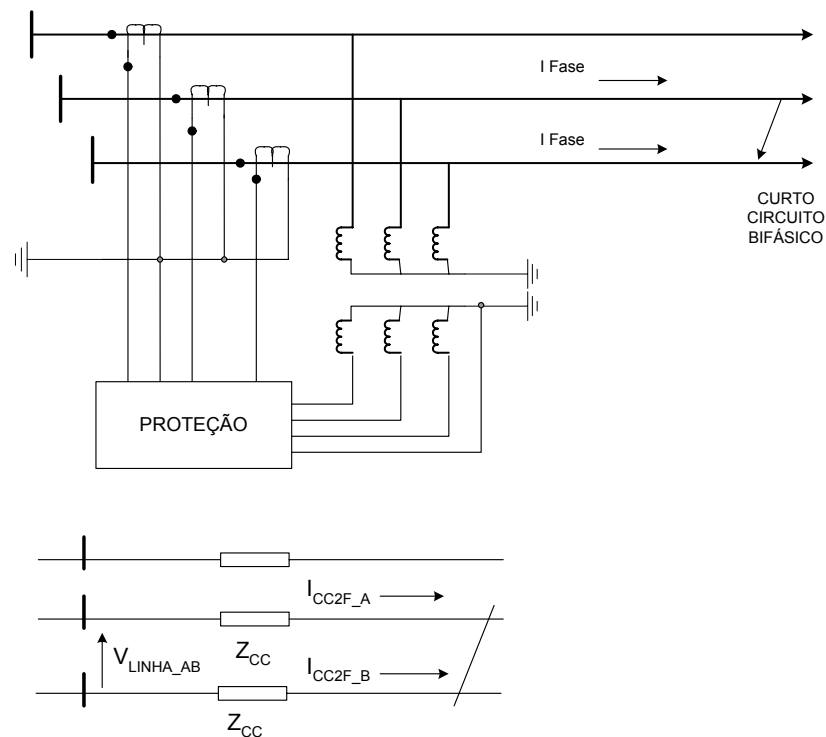 I Fase
I Fase
CURTO
CIRCUITO
BIFÁSICO
PROTEÇÃO
I_CC2F_A
V_LINHA_AB
Z_CC
I_CC2F_B
Z_CC